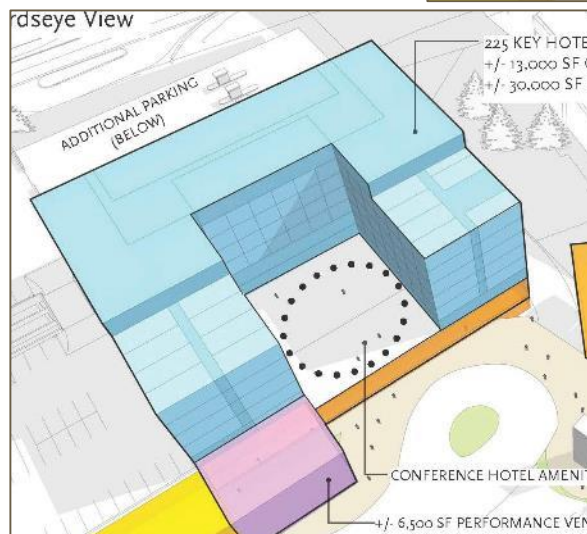 rdseye View
225 KEY HOTE
+/- 13,000 SF
+/- 30,000 SF
ADDITIONAL PARKING
(BELOW)
CONFERENCE HOTEL AMENIT
+/- 6,500 SF PERFORMANCE VEN